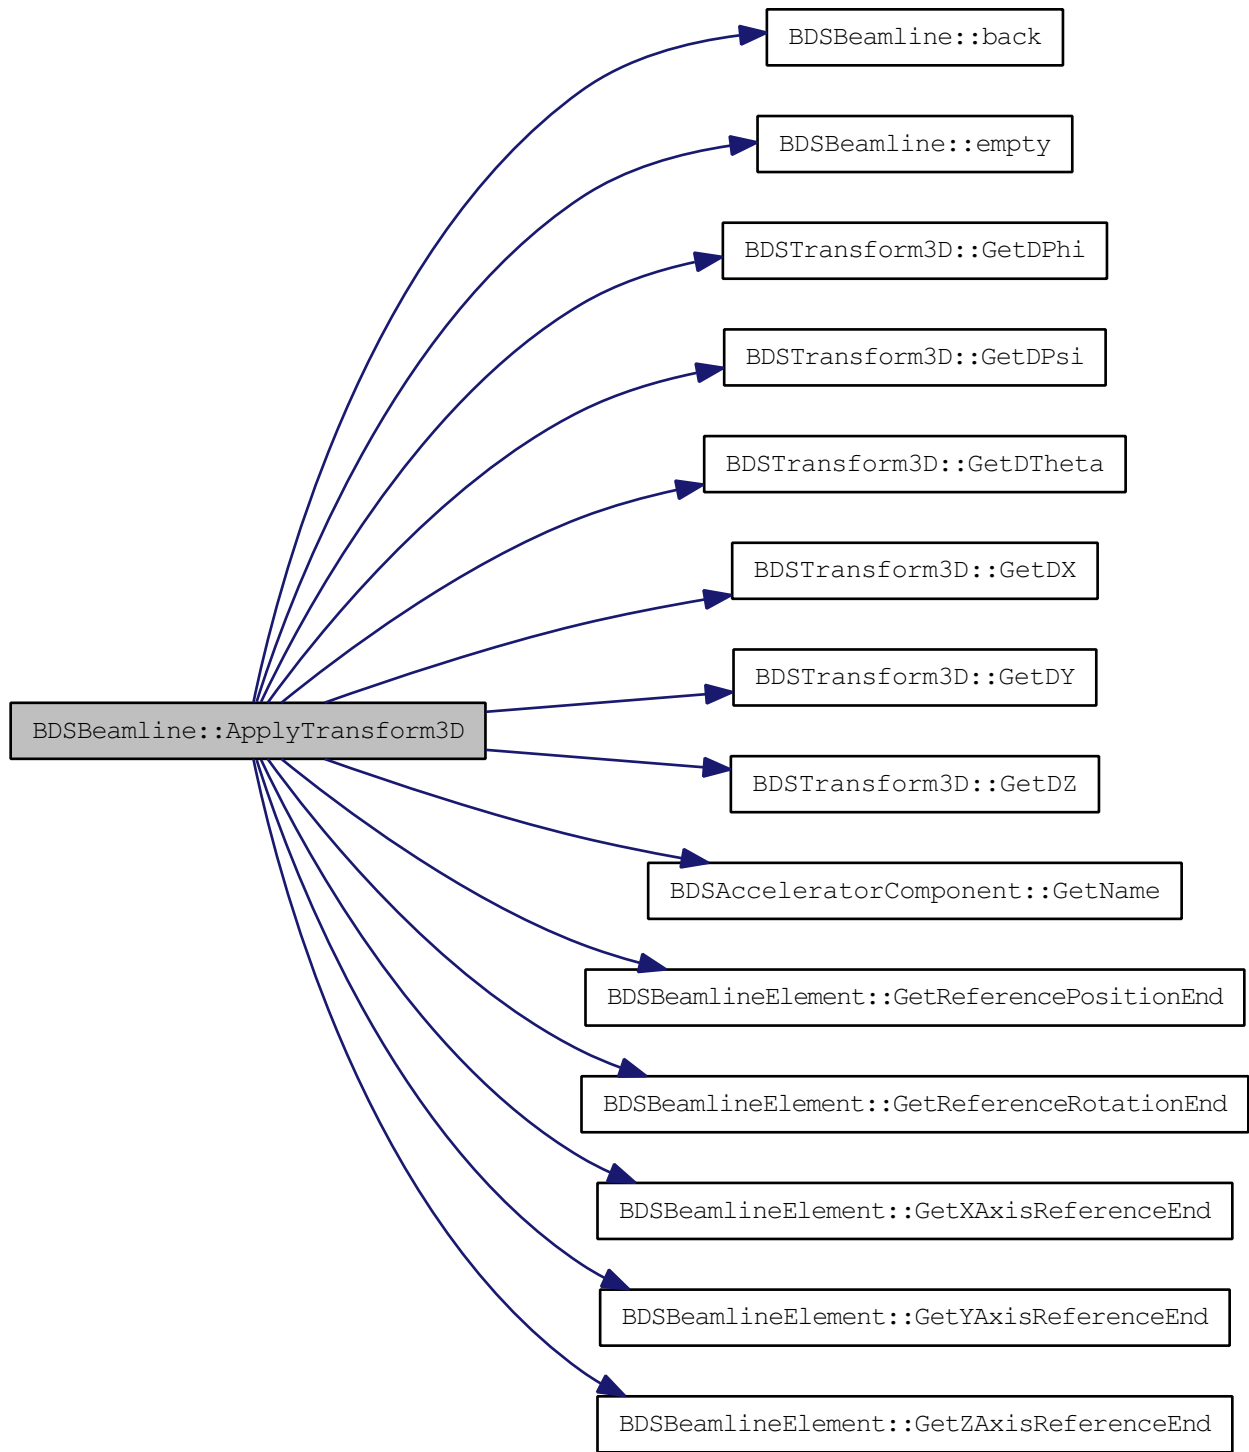 BDSBeamline::back
BDSBeamline::empty
BDSTransform3D::GetDPhi
BDSTransform3D::GetDPsi
BDSTransform3D::GetDTheta
BDSTransform3D::GetDX
BDSTransform3D::GetDY
BDSBeamline::ApplyTransform3D
BDSTransform3D::GetDZ
BDSAcceleratorComponent::GetName
BDSBeamlineElement::GetReferencePositionEnd
BDSBeamlineElement::GetReferenceRotationEnd
BDSBeamlineElement::GetXAxisReferenceEnd
BDSBeamlineElement::GetYAxisReferenceEnd
BDSBeamlineElement::GetZAxisReferenceEnd